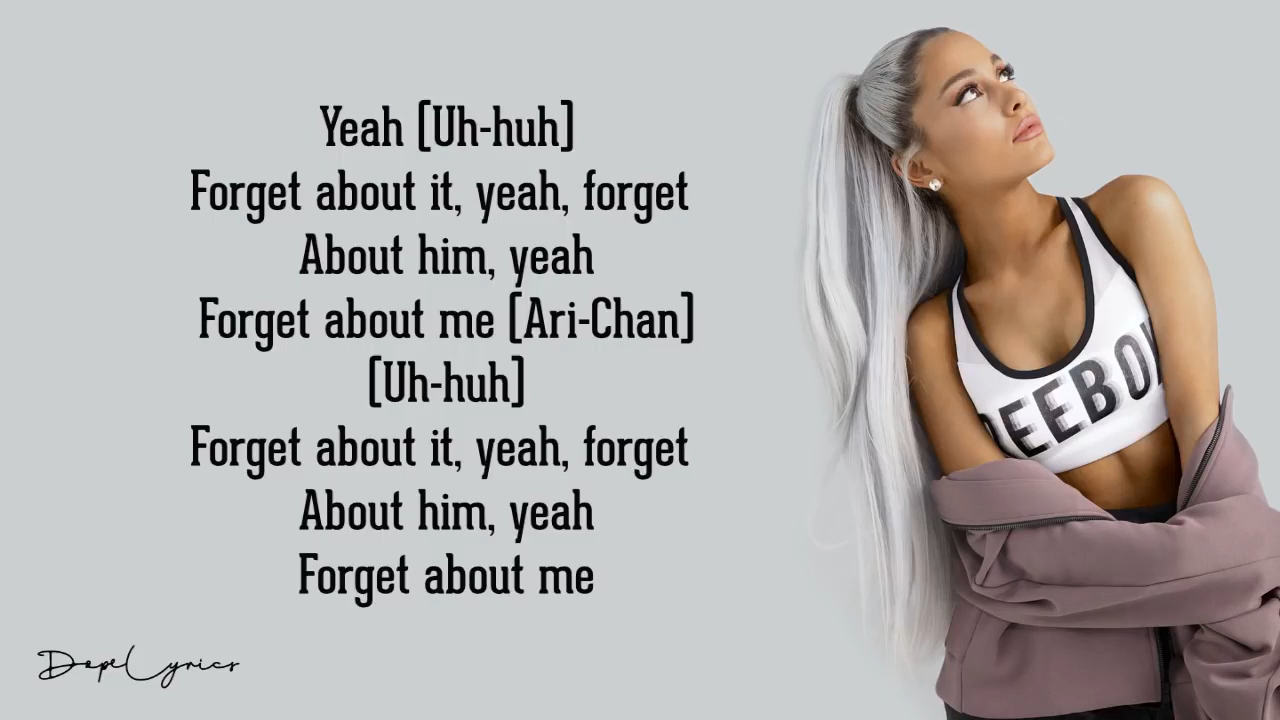 Yeah [Uh-huh]
Forget about it, yeah, forget
About him, yeah
Forget about me [Ari-Chan]
[Uh-huh]
Forget about it, yeah, forget
About him, yeah
Forget about me
REEBO
DopeLyrics